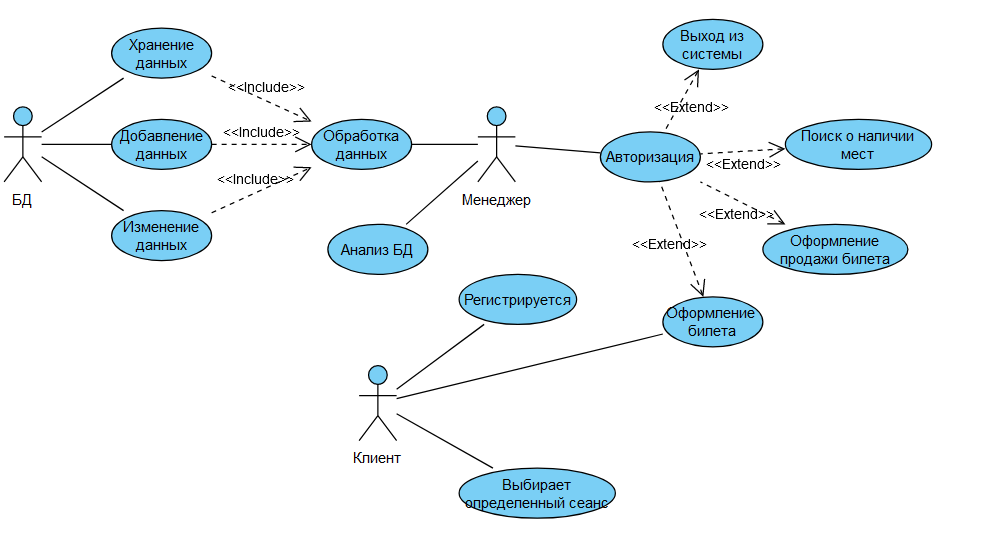 Выход из
системы
Хранение
данных
<<Include>>
<<Extend>>
Добавление
данных
<<Include>>
Обработка
данных
Поиск о наличии
мест
Авторизация
<<Extend>>
<<Include>>
БД
Менеджер
Изменение
данных
<<Extend>>
Анализ БД
<<Extend>>
Оформление
продажи билета
Регистрируется
Оформление
билета
Клиент
Выбирает
определенный сеанс